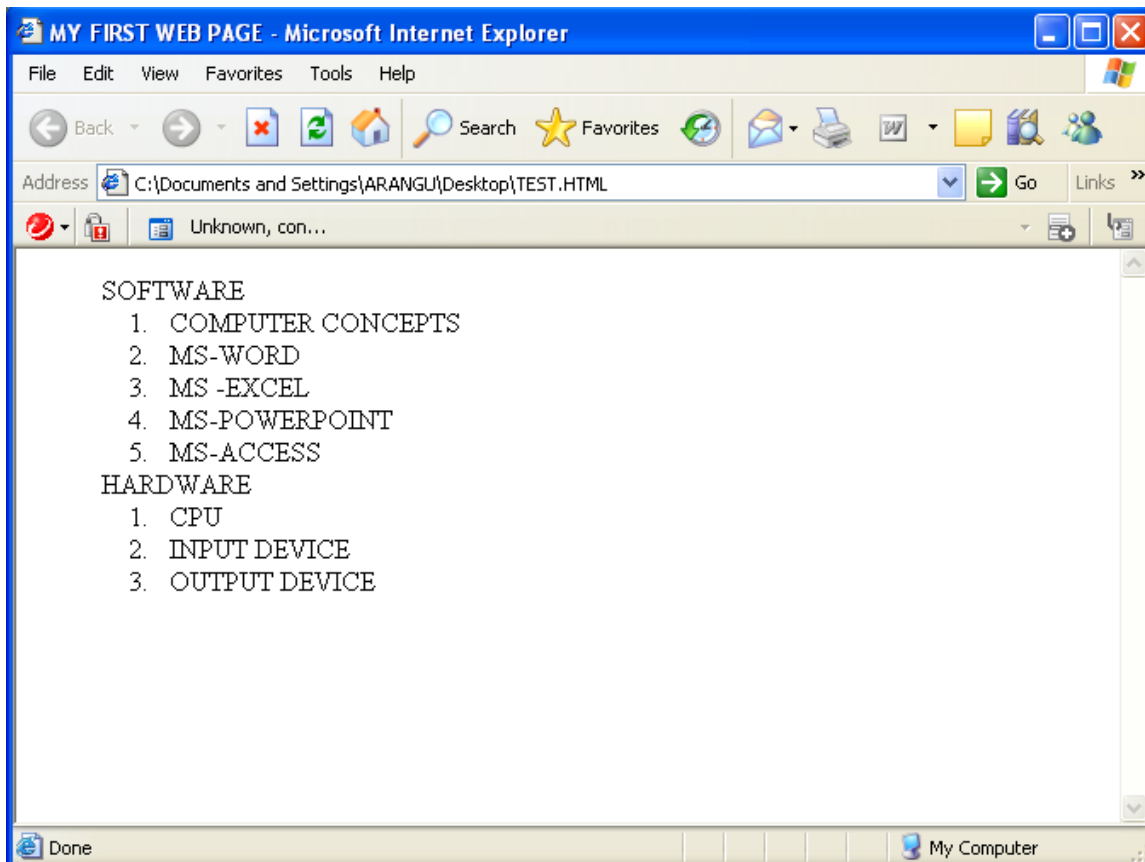 MY FIRST WEB PAGE - Microsoft Internet Explorer
File Edit View Favorites Tools Help
Back Search Favorites W
Address C:\Documents and Settings\ARANGU\Desktop\TEST.HTML Go Links »
Unknown, con...
SOFTWARE
1. COMPUTER CONCEPTS
2. MS-WORD
3. MS -EXCEL
4. MS-POWERPOINT
5. MS-ACCESS
HARDWARE
1. CPU
2. INPUT DEVICE
3. OUTPUT DEVICE
Done My Computer